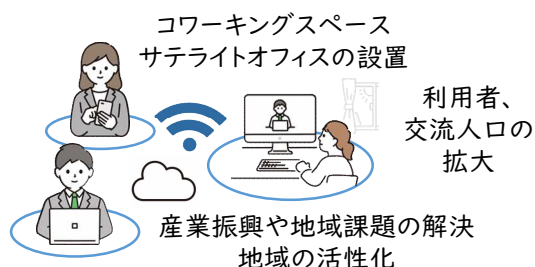 コワーキングスペース
サテライトオフィスの設置
利用者、
交流人口の
拡大
産業振興や地域課題の解決
地域の活性化